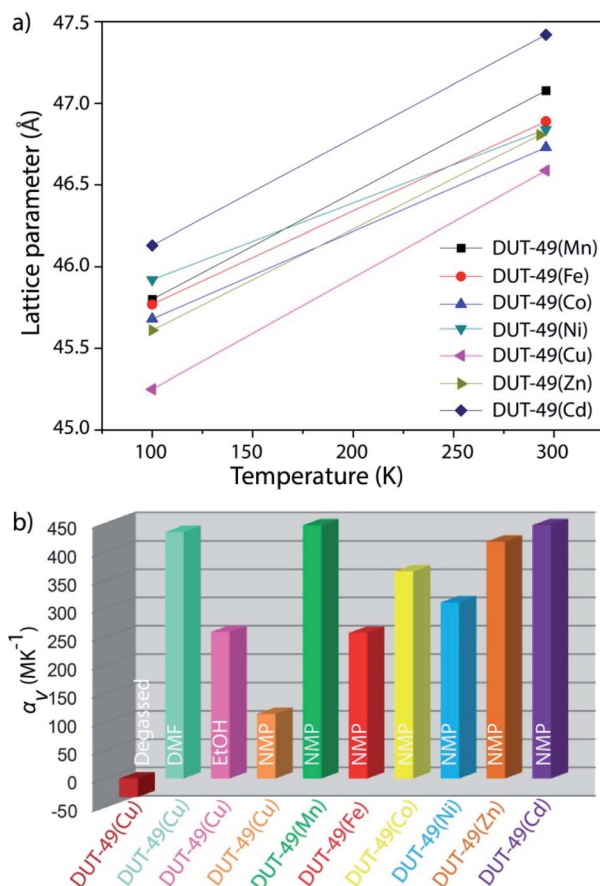 a)
47.5
47.0
46.5
46.0
45.5
45.0
Lattice parameter (Å)
DUT-49(Mn)
DUT-49(Fe)
DUT-49(Co)
DUT-49(Ni)
DUT-49(Cu)
DUT-49(Zn)
DUT-49(Cd)
100 150 200 250 300
Temperature (K)
b)
450
400
350
300
250
200
150
100
50
0
-50
αV (MK⁻¹)
Degassed
DMF
EtOH
NMP
NMP
NMP
NMP
NMP
NMP
NMP
DUT-49(Cu)
DUT-49(Cu)
DUT-49(Cu)
DUT-49(Cu)
DUT-49(Mn)
DUT-49(Fe)
DUT-49(Co)
DUT-49(Ni)
DUT-49(Zn)
DUT-49(Cd)